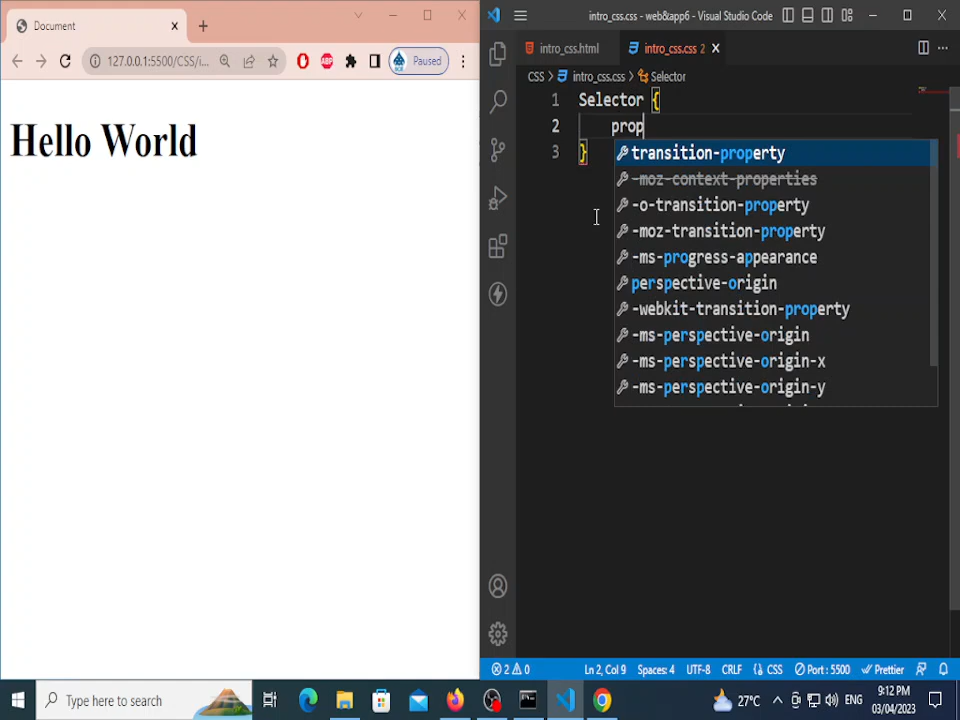 Document
intro_css.css - web&app6 - Visual Studio Code
127.0.0.1:5500/CSS/i...
Paused
intro_css.html
intro_css.css 2
CSS > intro_css.css > Selector
Hello World
1 Selector {
2 prop
3 }
transition-property
-moz-context-properties
-o-transition-property
-moz-transition-property
-ms-progress-appearance
perspective-origin
-webkit-transition-property
-ms-perspective-origin
-ms-perspective-origin-x
-ms-perspective-origin-y
2 0 Ln 2, Col 9 Spaces: 4 UTF-8 CRLF {} CSS Port : 5500 Prettier
Type here to search
27°C
ENG
9:12 PM
03/04/2023